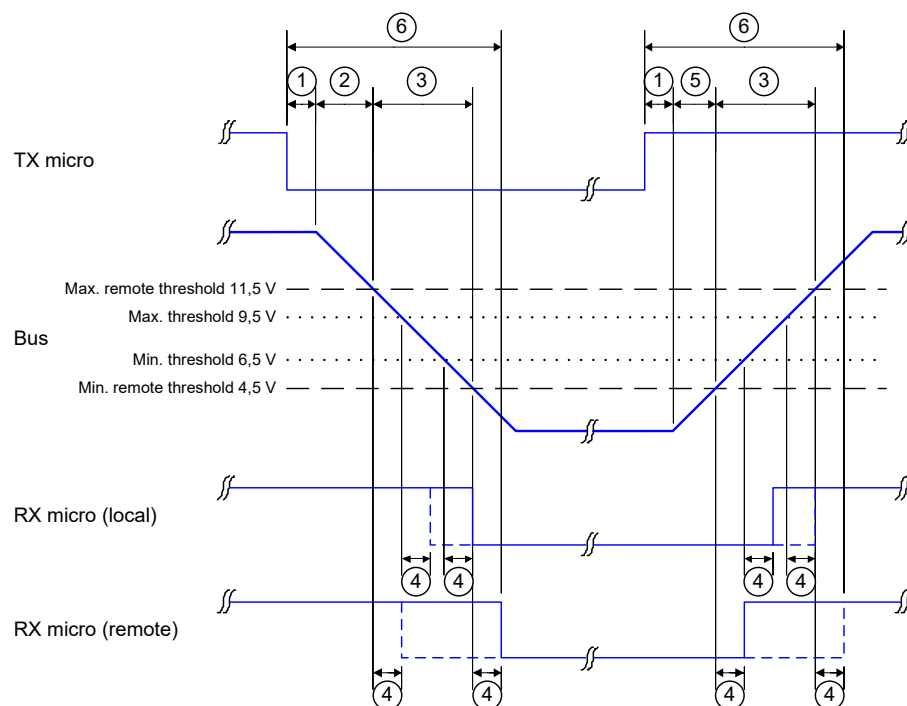 ⑥ ⑥
① ② ③ ① ⑤ ③
TX micro
Max. remote threshold 11,5 V
Max. threshold 9,5 V
Bus
Min. threshold 6,5 V
Min. remote threshold 4,5 V
RX micro (local)
④ ④ ④ ④
RX micro (remote)
④ ④ ④ ④